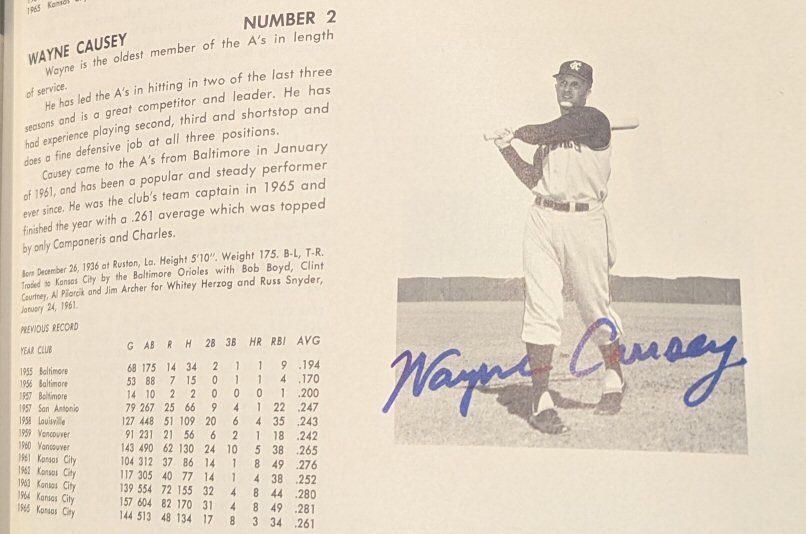 1965 Kansas
NUMBER 2
WAYNE CAUSEY
Wayne is the oldest member of the A's in length
of service.
He has led the A's in hitting in two of the last three
seasons and is a great competitor and leader. He has
had experience playing second, third and shortstop and
does a fine defensive job at all three positions.
Causey came to the A's from Baltimore in January
of 1961, and has been a popular and steady performer
ever since. He was the club's team captain in 1965 and
finished the year with a .261 average which was topped
by only Campaneris and Charles.
Born December 26, 1936 at Ruston, La. Height 5'10". Weight 175. B-L, T-R.
Traded to Kansas City by the Baltimore Orioles with Bob Boyd, Clint
Courtney, Al Pilarcik and Jim Archer for Whitey Herzog and Russ Snyder,
January 24, 1961.
PREVIOUS RECORD
YEAR CLUB G AB R H 2B 3B HR RBI AVG
1955 Baltimore 68 175 14 34 2 1 1 9 .194
1956 Baltimore 53 88 7 15 0 1 1 4 .170
1957 Baltimore 14 10 2 2 0 0 0 1 .200
1957 San Antonio 79 267 25 66 9 4 1 22 .247
1958 Louisville 127 448 51 109 20 6 4 35 .243
1959 Vancouver 91 231 21 56 6 2 1 18 .242
1960 Vancouver 143 490 62 130 24 10 5 38 .265
1961 Kansas City 104 312 37 86 14 1 8 49 .276
1962 Kansas City 117 305 40 77 14 1 4 38 .252
1963 Kansas City 139 554 72 155 32 4 8 44 .280
1964 Kansas City 157 604 82 170 31 4 8 49 .281
1965 Kansas City 144 513 48 134 17 8 3 34 .261
Wayne Causey